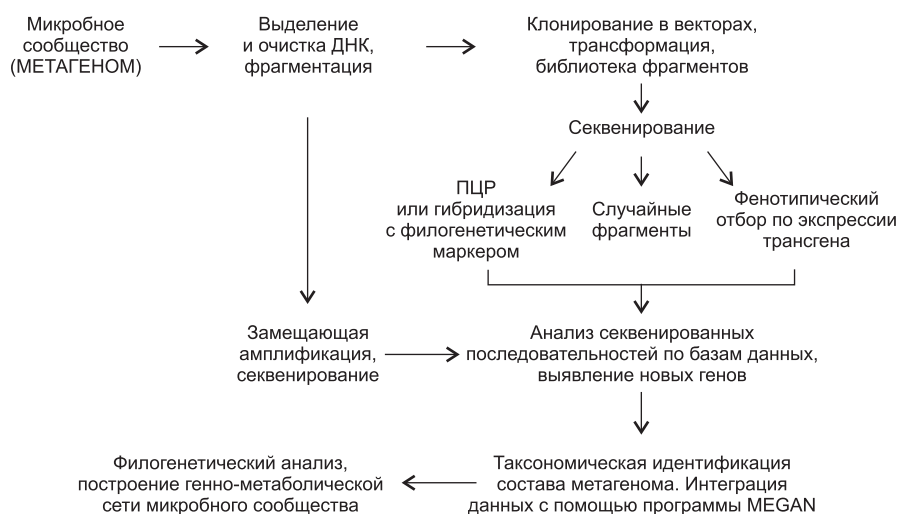 Микробное
сообщество
(МЕТАГЕНОМ)
Выделение
и очистка ДНК,
фрагментация
Клонирование в векторах,
трансформация,
библиотека фрагментов
Секвенирование
ПЦР
или гибридизация
с филогенетическим
маркером
Случайные
фрагменты
Фенотипический
отбор по экспрессии
трансгена
Замещающая
амплификация,
секвенирование
Анализ секвенированных
последовательностей по базам данных,
выявление новых генов
Филогенетический анализ,
построение генно-метаболической
сети микробного сообщества
Таксономическая идентификация
состава метагенома. Интеграция
данных с помощью программы MEGAN